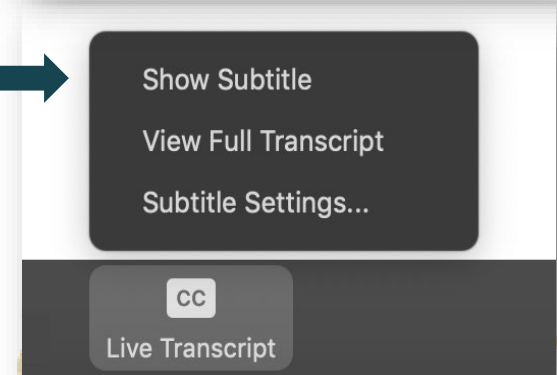 Show Subtitle
View Full Transcript
Subtitle Settings...
CC
Live Transcript